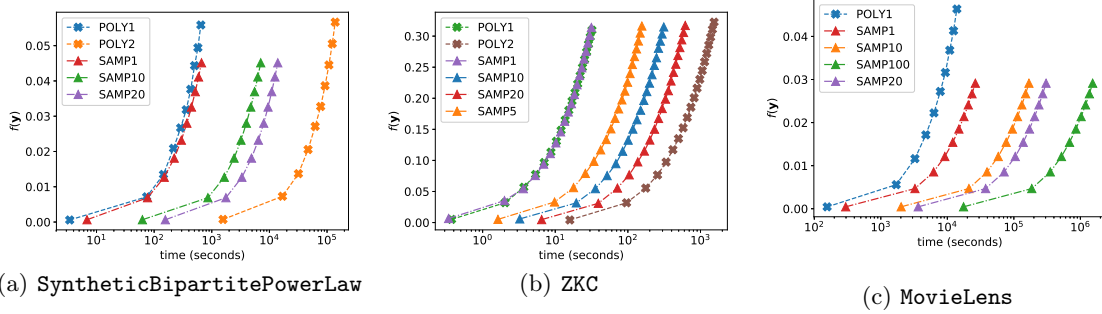 POLY1
POLY2
SAMP1
SAMP10
SAMP20
0.05
0.04
0.03
0.02
0.01
0.00
f(y)
10¹ 10² 10³ 10⁴ 10⁵
time (seconds)
(a) SyntheticBipartitePowerLaw
POLY1
POLY2
SAMP1
SAMP10
SAMP20
SAMP5
0.30
0.25
0.20
0.15
0.10
0.05
0.00
f(y)
10⁰ 10¹ 10² 10³
time (seconds)
(b) ZKC
POLY1
SAMP1
SAMP10
SAMP100
SAMP20
0.04
0.03
0.02
0.01
0.00
f(y)
10² 10³ 10⁴ 10⁵ 10⁶
time (seconds)
(c) MovieLens